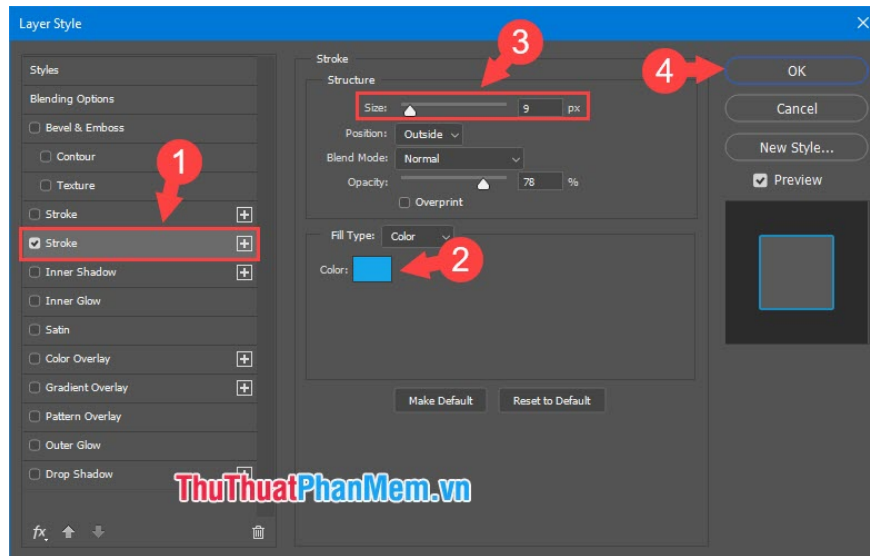 Layer Style
Styles
Blending Options
Bevel & Emboss
Contour
Texture
Stroke
Stroke
Inner Shadow
Inner Glow
Satin
Color Overlay
Gradient Overlay
Pattern Overlay
Outer Glow
Drop Shadow
fx
1
Stroke
Structure
Size: 9 px
Position: Outside
Blend Mode: Normal
Opacity: 78 %
Overprint
Fill Type: Color
Color:
2
3
Make Default Reset to Default
4
OK
Cancel
New Style...
Preview
ThuThuatPhanMem.vn